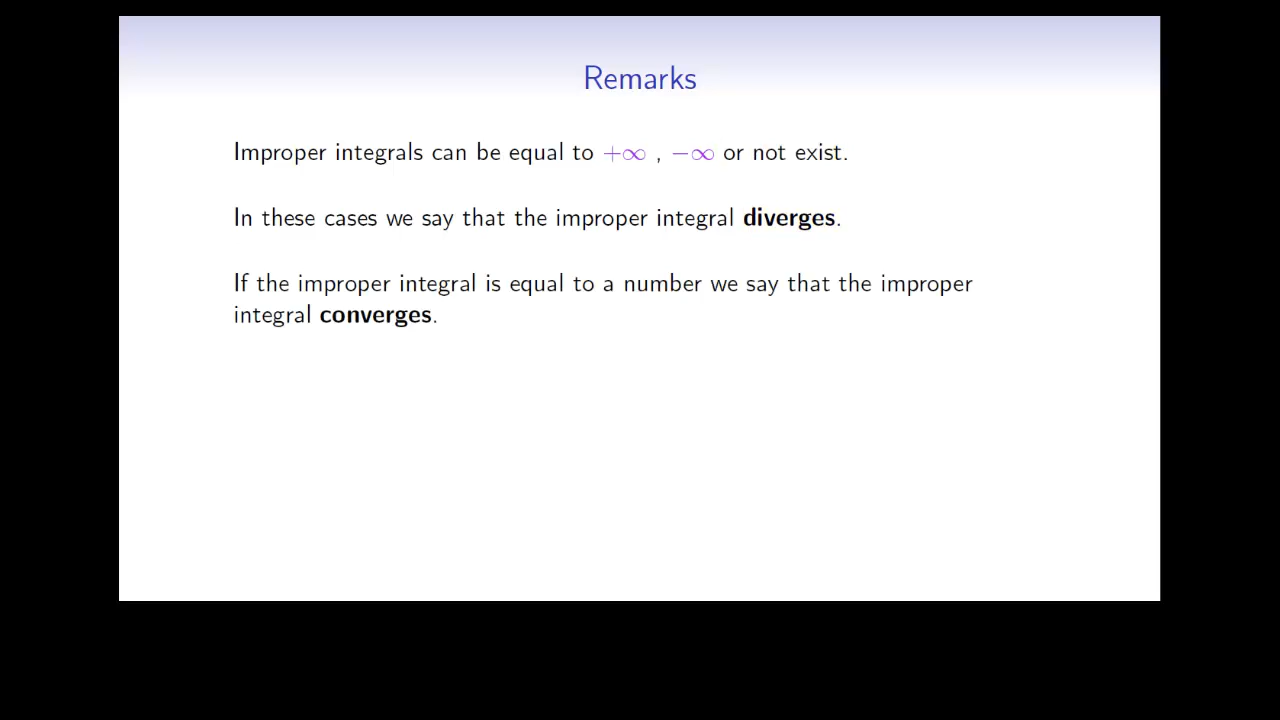 Remarks
Improper integrals can be equal to +∞ , −∞ or not exist.
In these cases we say that the improper integral diverges.
If the improper integral is equal to a number we say that the improper
integral converges.